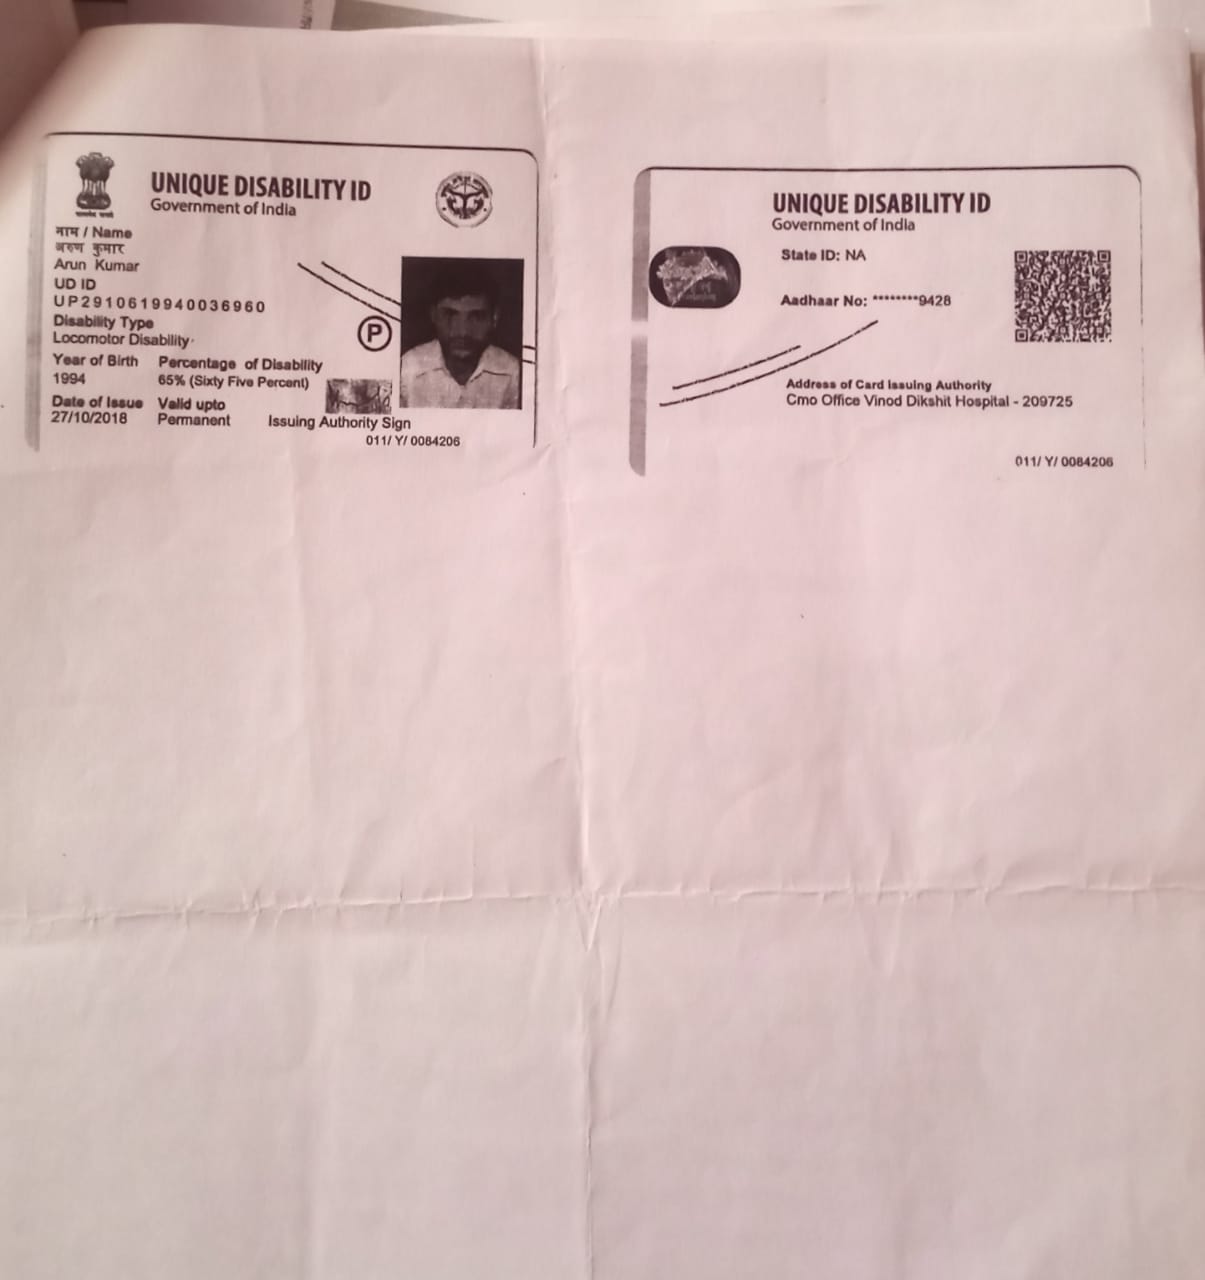 UNIQUE DISABILITY ID
Government of India
नाम / Name
अरुण कुमार
Arun Kumar
UD ID
UP2910619940036960
Disability Type
Locomotor Disability
P
Year of Birth Percentage of Disability
1994 65% (Sixty Five Percent)
Date of Issue Valid upto
27/10/2018 Permanent
Issuing Authority Sign
011/ Y/ 0084206
UNIQUE DISABILITY ID
Government of India
State ID: NA
Aadhaar No: ********9428
Address of Card Issuing Authority
Cmo Office Vinod Dikshit Hospital - 209725
011/ Y/ 0084206